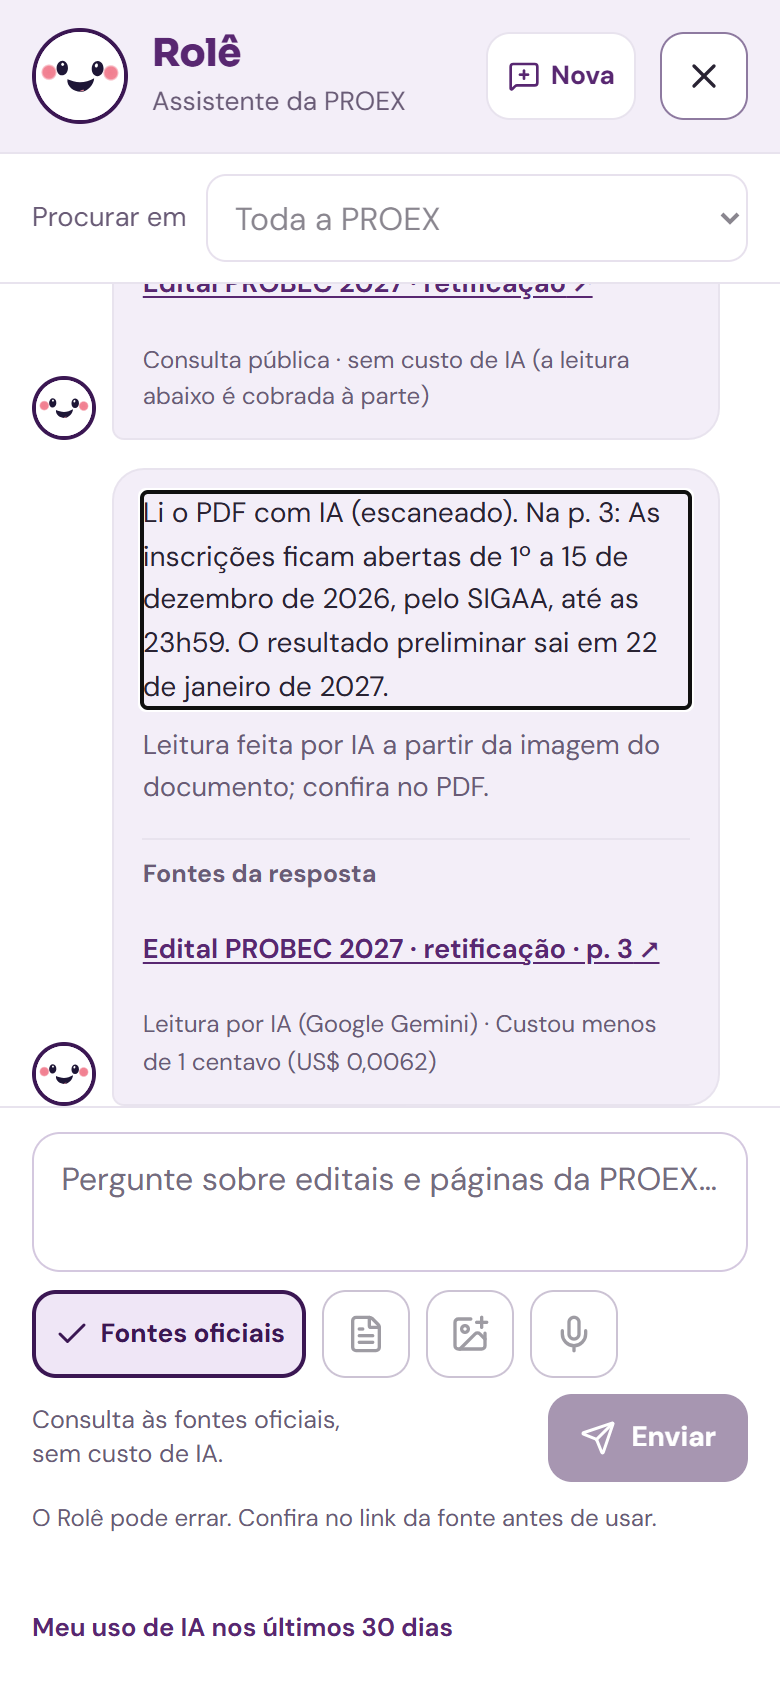 Rolê
Assistente da PROEX
Nova
Procurar em
Toda a PROEX
Edital PROBEC 2027 · retificação ↗
Consulta pública · sem custo de IA (a leitura
abaixo é cobrada à parte)
Li o PDF com IA (escaneado). Na p. 3: As
inscrições ficam abertas de 1º a 15 de
dezembro de 2026, pelo SIGAA, até as
23h59. O resultado preliminar sai em 22
de janeiro de 2027.
Leitura feita por IA a partir da imagem do
documento; confira no PDF.
Fontes da resposta
Edital PROBEC 2027 · retificação · p. 3 ↗
Leitura por IA (Google Gemini) · Custou menos
de 1 centavo (US$ 0,0062)
Pergunte sobre editais e páginas da PROEX...
Fontes oficiais
Consulta às fontes oficiais,
sem custo de IA.
Enviar
O Rolê pode errar. Confira no link da fonte antes de usar.
Meu uso de IA nos últimos 30 dias